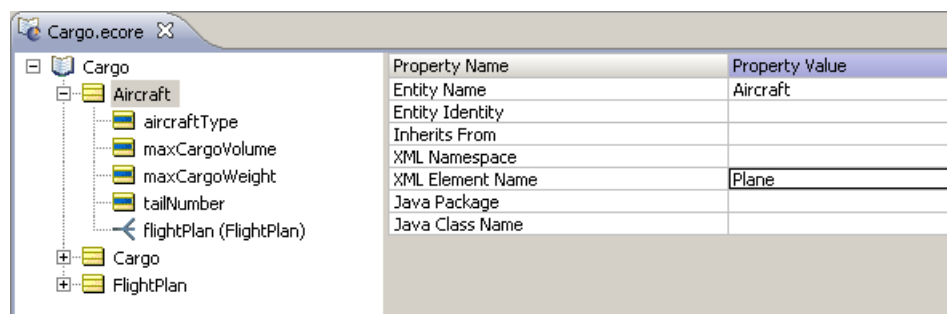 Cargo.ecore
Cargo
Aircraft
aircraftType
maxCargoVolume
maxCargoWeight
tailNumber
flightPlan (FlightPlan)
Cargo
FlightPlan
Property Name Property Value
Entity Name Aircraft
Entity Identity
Inherits From
XML Namespace
XML Element Name Plane
Java Package
Java Class Name